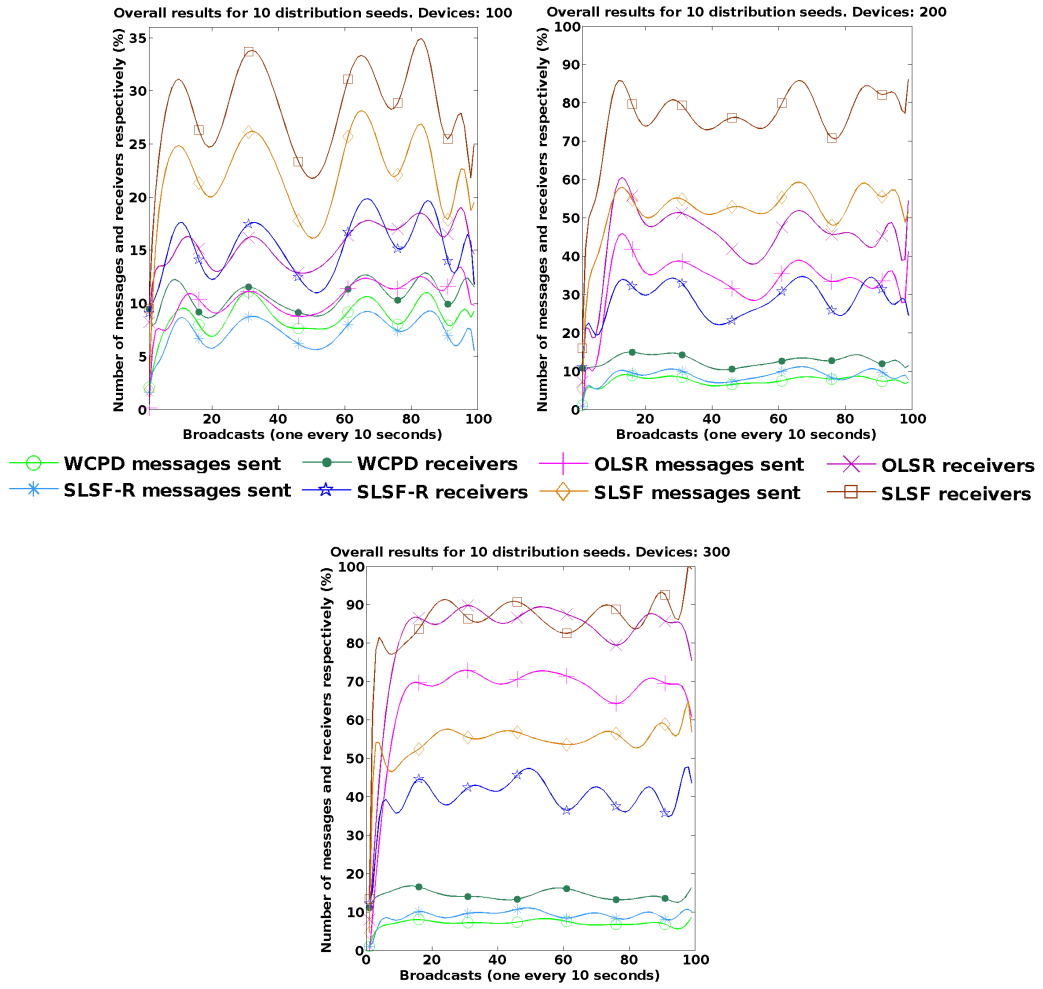 Overall results for 10 distribution seeds. Devices: 100
Number of messages and receivers respectively (%)
35
30
25
20
15
10
5
0
0 20 40 60 80 100
Broadcasts (one every 10 seconds)
Overall results for 10 distribution seeds. Devices: 200
Number of messages and receivers respectively (%)
100
90
80
70
60
50
40
30
20
10
0
20 40 60 80 100
Broadcasts (one every 10 seconds)
WCPD messages sent
WCPD receivers
OLSR messages sent
OLSR receivers
SLSF-R messages sent
SLSF-R receivers
SLSF messages sent
SLSF receivers
Overall results for 10 distribution seeds. Devices: 300
Number of messages and receivers respectively (%)
100
90
80
70
60
50
40
30
20
10
0
0 20 40 60 80 100
Broadcasts (one every 10 seconds)